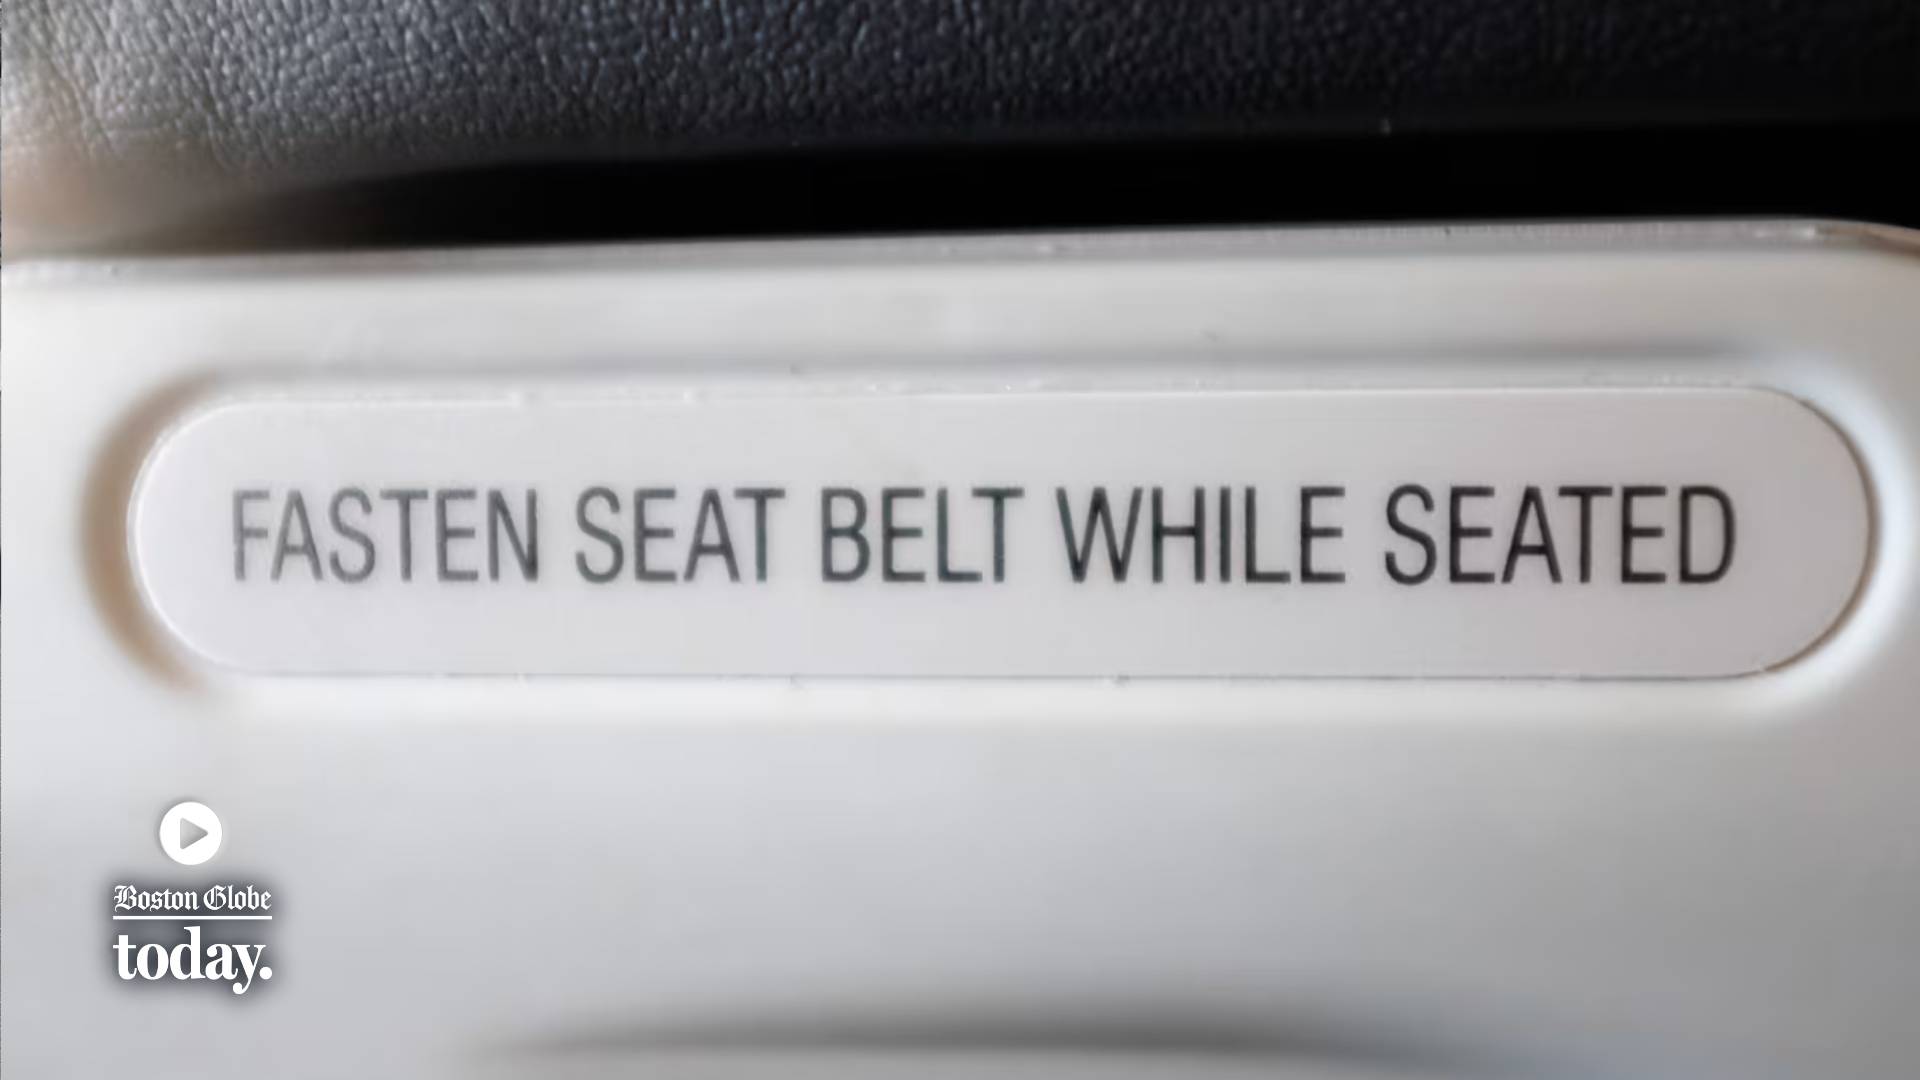 FASTEN SEAT BELT WHILE SEATED
Boston Globe
today.